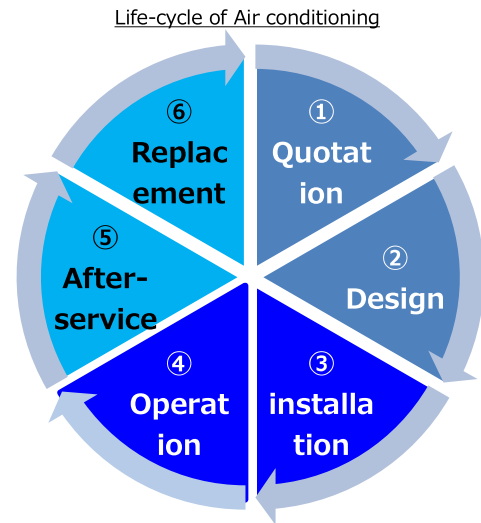 Life-cycle of Air conditioning
①
Quotat
ion
②
Design
③
installa
tion
④
Operat
ion
⑤
After-
service
⑥
Replac
ement